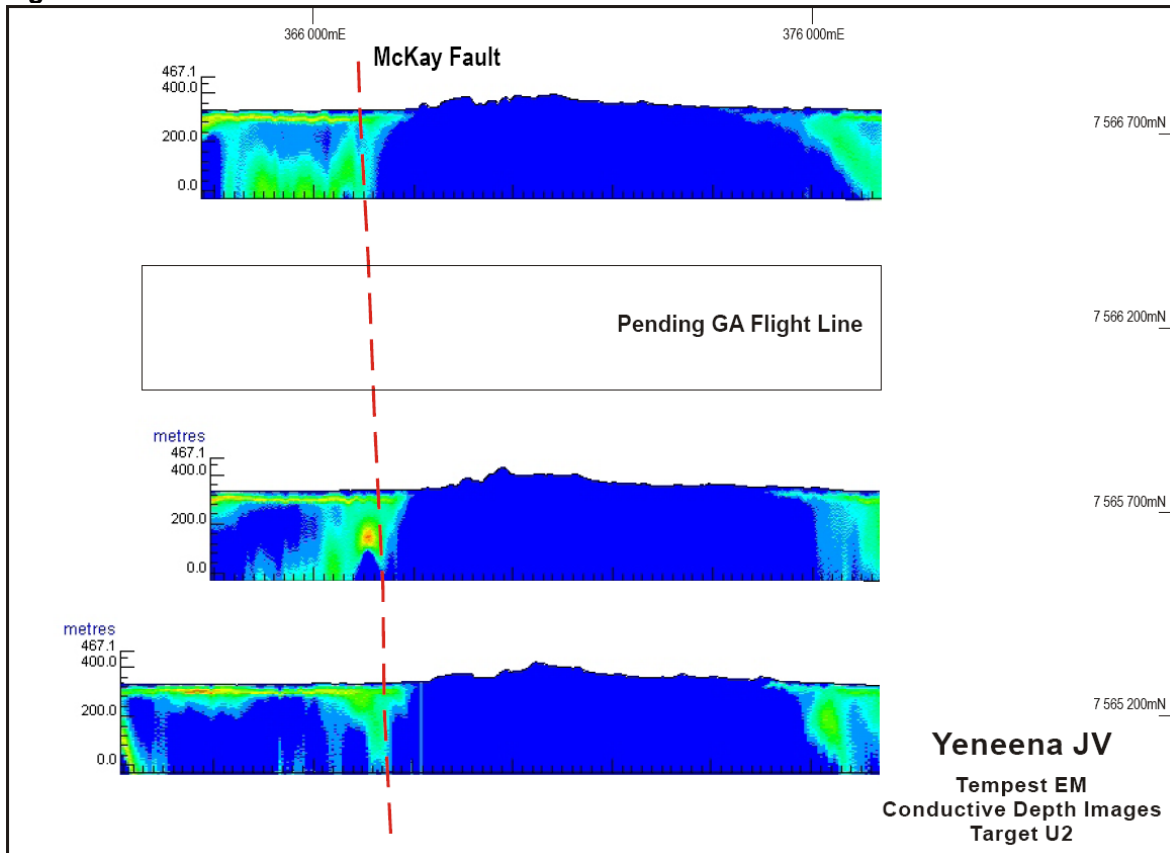 366 000mE
376 000mE
McKay Fault
467.1
400.0
200.0
0.0
7 566 700mN
Pending GA Flight Line
7 566 200mN
metres
467.1
400.0
200.0
0.0
7 565 700mN
metres
467.1
400.0
200.0
0.0
7 565 200mN
Yeneena JV
Tempest EM
Conductive Depth Images
Target U2